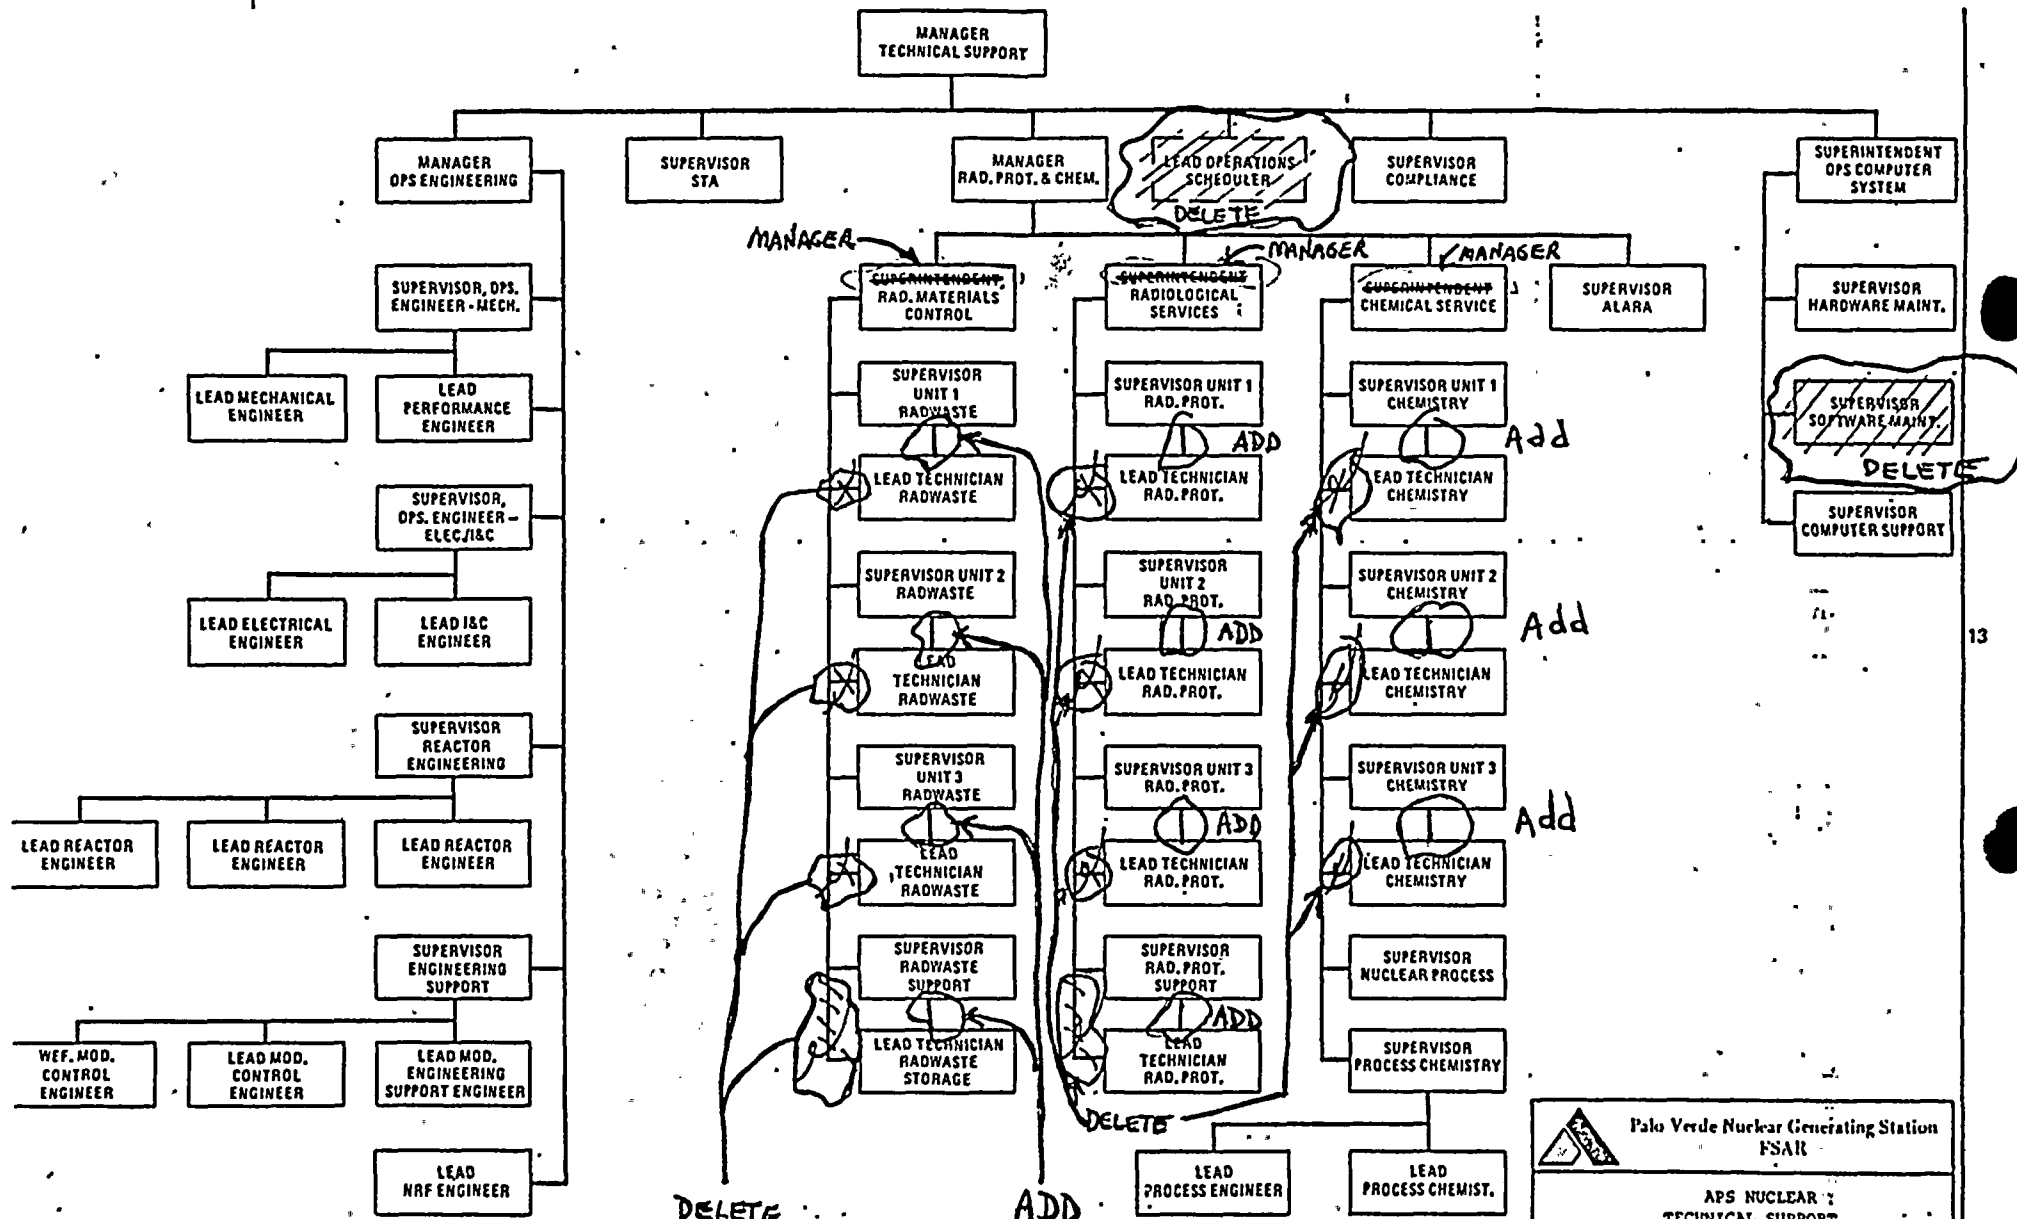 MANAGER
TECHNICAL SUPPORT
MANAGER
OPS ENGINEERING
SUPERVISOR
STA
MANAGER
RAD. PROT. & CHEM.
LEAD OPERATIONS
SCHEDULER
DELETE
SUPERVISOR
COMPLIANCE
SUPERINTENDENT
OPS COMPUTER
SYSTEM
MANAGER
MANAGER
MANAGER
SUPERVISOR, OPS.
ENGINEER - MECH.
SUPERINTENDENT
RAD. MATERIALS
CONTROL
SUPERINTENDENT
RADIOLOGICAL
SERVICES
SUPERINTENDENT
CHEMICAL SERVICE
SUPERVISOR
ALARA
SUPERVISOR
HARDWARE MAINT.
LEAD MECHANICAL
ENGINEER
LEAD
PERFORMANCE
ENGINEER
SUPERVISOR
UNIT 1
RADWASTE
SUPERVISOR UNIT 1
RAD. PROT.
SUPERVISOR UNIT 1
CHEMISTRY
SUPERVISOR
SOFTWARE MAINT.
DELETE
ADD
Add
SUPERVISOR,
OPS. ENGINEER –
ELEC/I&C
LEAD TECHNICIAN
RADWASTE
LEAD TECHNICIAN
RAD. PROT.
LEAD TECHNICIAN
CHEMISTRY
SUPERVISOR
COMPUTER SUPPORT
SUPERVISOR UNIT 2
RADWASTE
SUPERVISOR
UNIT 2
RAD. PROT.
SUPERVISOR UNIT 2
CHEMISTRY
LEAD ELECTRICAL
ENGINEER
LEAD I&C
ENGINEER
ADD
Add
13
LEAD
TECHNICIAN
RADWASTE
LEAD TECHNICIAN
RAD. PROT.
LEAD TECHNICIAN
CHEMISTRY
SUPERVISOR
REACTOR
ENGINEERING
SUPERVISOR
UNIT 3
RADWASTE
SUPERVISOR UNIT 3
RAD. PROT.
SUPERVISOR UNIT 3
CHEMISTRY
ADD
Add
LEAD REACTOR
ENGINEER
LEAD REACTOR
ENGINEER
LEAD REACTOR
ENGINEER
LEAD
TECHNICIAN
RADWASTE
LEAD TECHNICIAN
RAD. PROT.
LEAD TECHNICIAN
CHEMISTRY
SUPERVISOR
ENGINEERING
SUPPORT
SUPERVISOR
RADWASTE
SUPPORT
SUPERVISOR
RAD. PROT.
SUPPORT
SUPERVISOR
NUCLEAR PROCESS
ADD
WEF. MOD.
CONTROL
ENGINEER
LEAD MOD.
CONTROL
ENGINEER
LEAD MOD.
ENGINEERING
SUPPORT ENGINEER
LEAD TECHNICIAN
RADWASTE
STORAGE
LEAD
TECHNICIAN
RAD. PROT.
SUPERVISOR
PROCESS CHEMISTRY
DELETE
LEAD
NRF ENGINEER
LEAD
PROCESS ENGINEER
LEAD
PROCESS CHEMIST.
DELETE
ADD
Palo Verde Nuclear Generating Station
FSAR
APS NUCLEAR
TECHNICAL SUPPORT